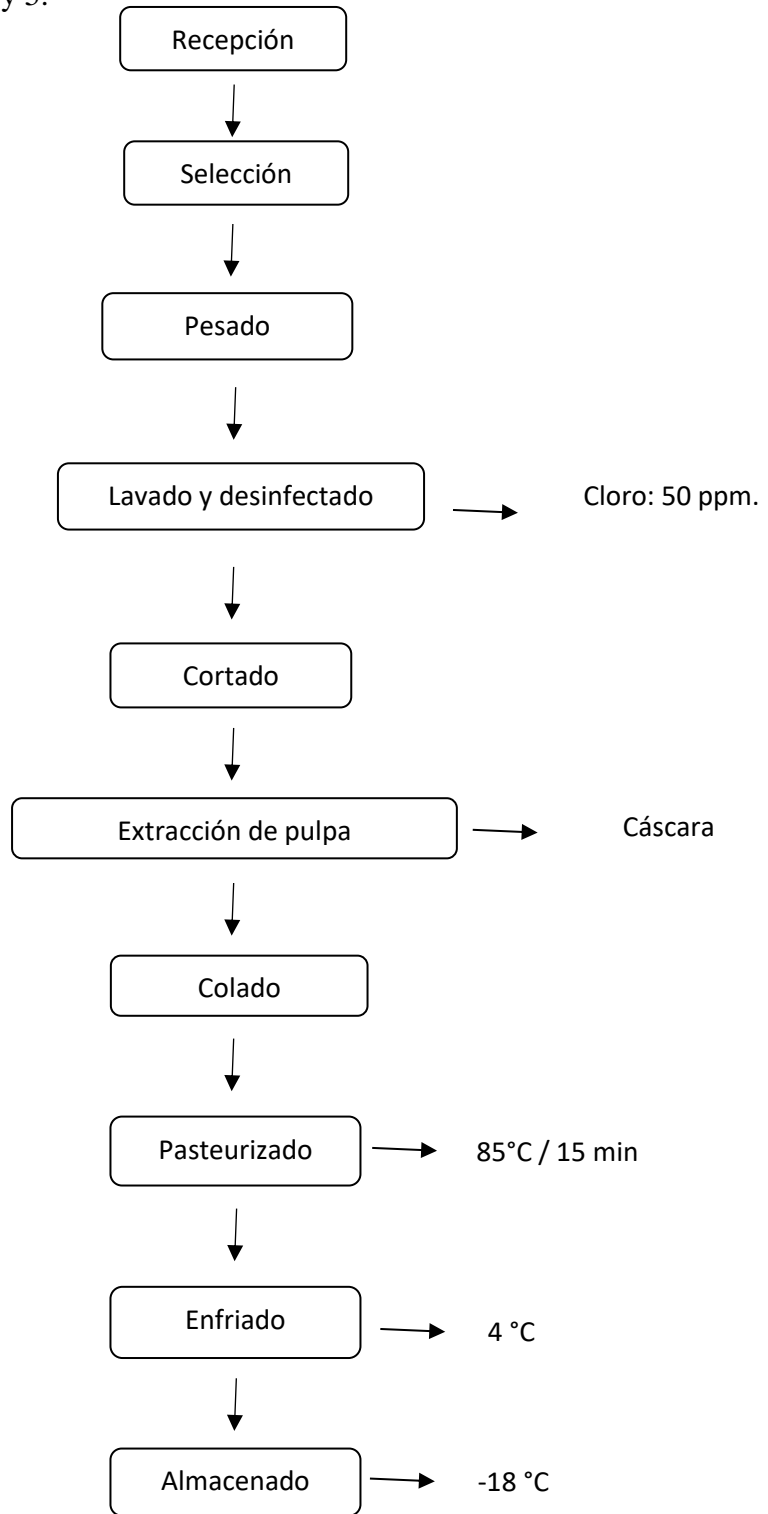 y 3.
Recepción
Selección
Pesado
Lavado y desinfectado
Cloro: 50 ppm.
Cortado
Extracción de pulpa
Cáscara
Colado
Pasteurizado
85°C / 15 min
Enfriado
4 °C
Almacenado
-18 °C